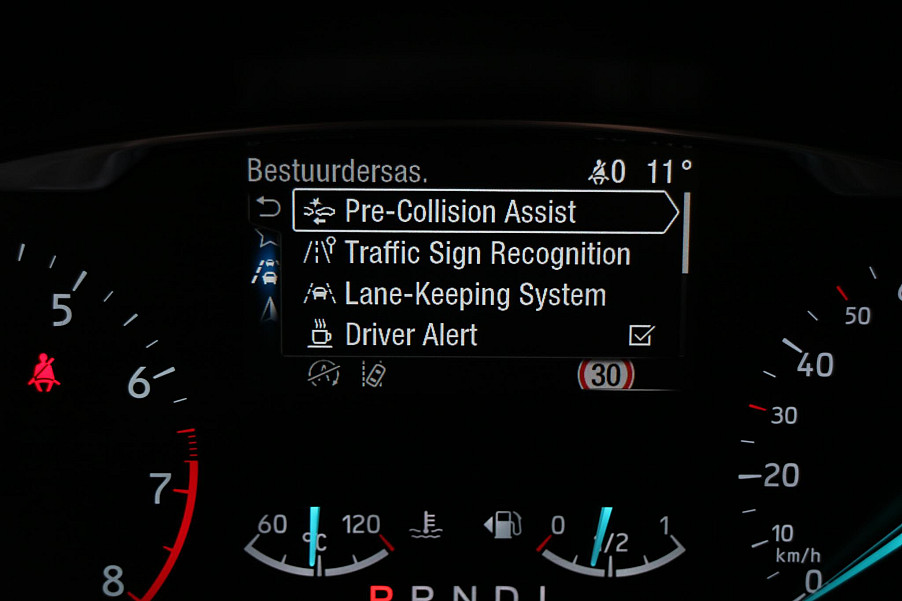 Bestuurdersas. 0 11°
Pre-Collision Assist
Traffic Sign Recognition
Lane-Keeping System
Driver Alert
30
5
6
7
8
50
40
30
20
10
km/h
0
60 °C 120
0 1/2 1
R P N D L